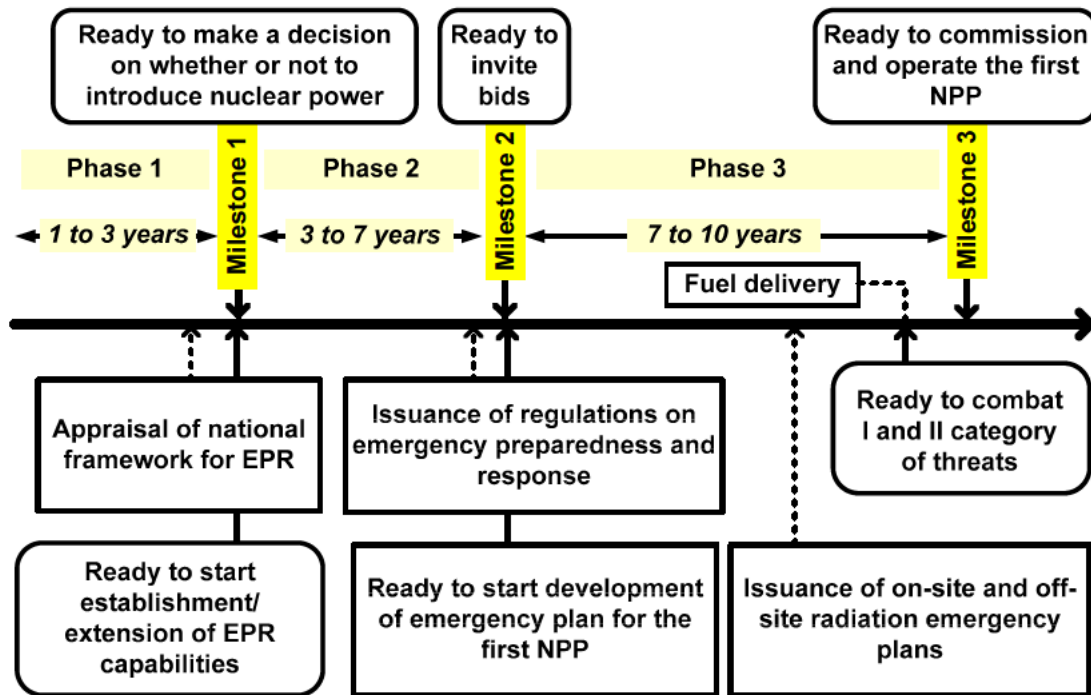 Ready to make a decision
on whether or not to
introduce nuclear power
Ready to
invite
bids
Ready to commission
and operate the first
NPP
Phase 1
Milestone 1
Phase 2
Milestone 2
Phase 3
Milestone 3
1 to 3 years
3 to 7 years
7 to 10 years
Fuel delivery
Appraisal of national
framework for EPR
Issuance of regulations on
emergency preparedness and
response
Ready to combat
I and II category
of threats
Ready to start
establishment/
extension of EPR
capabilities
Ready to start development
of emergency plan for the
first NPP
Issuance of on-site and off-
site radiation emergency
plans